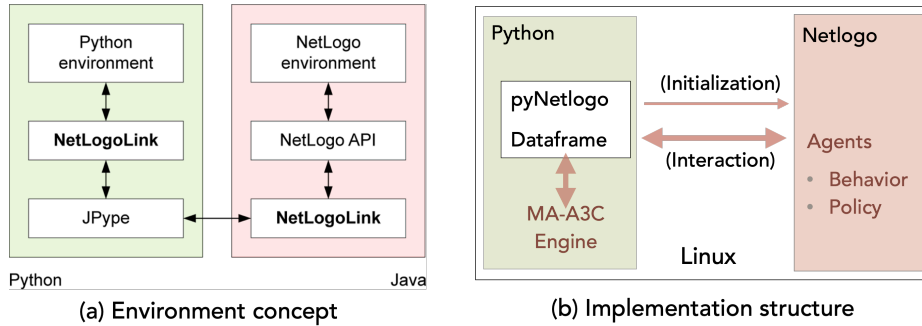 Python
environment
NetLogoLink
JPype
NetLogo
environment
NetLogo API
NetLogoLink
Python
Java
(a) Environment concept
Python
pyNetlogo
Dataframe
MA-A3C
Engine
(Initialization)
(Interaction)
Linux
Netlogo
Agents
• Behavior
• Policy
(b) Implementation structure